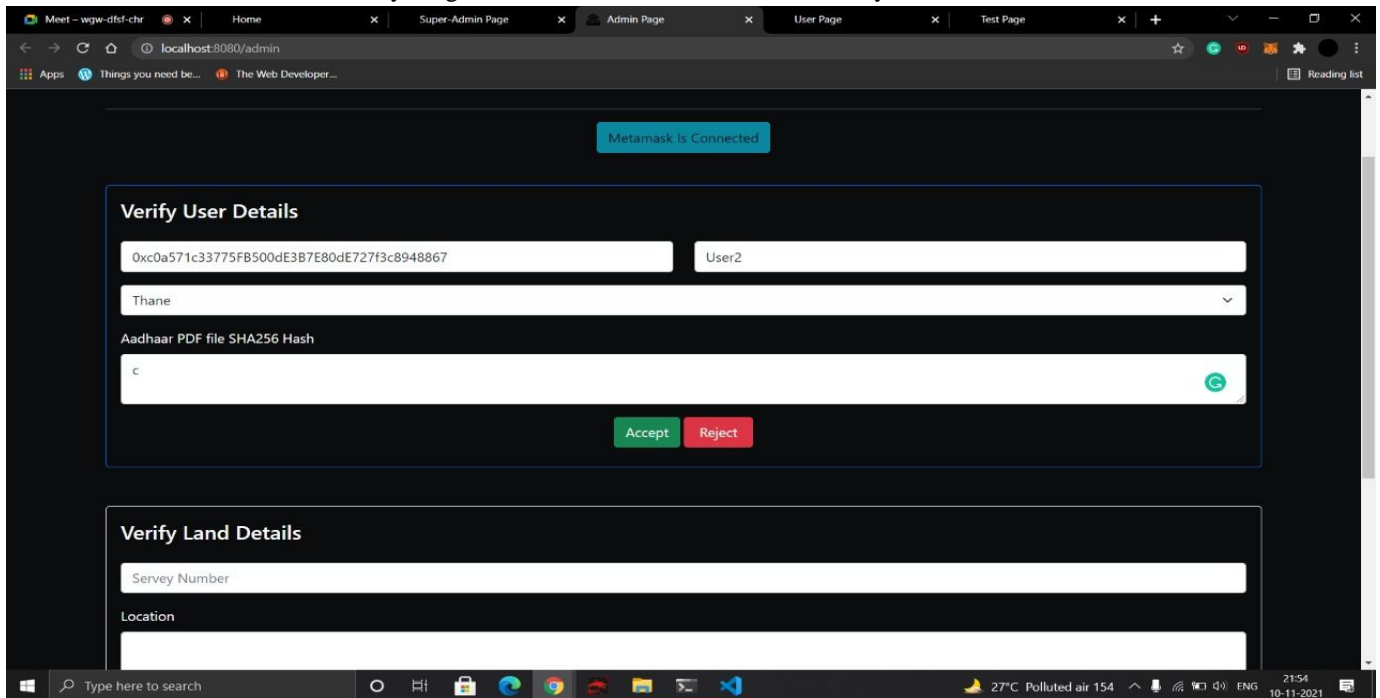 Meet – wgw-dfsf-chr Home Super-Admin Page Admin Page User Page Test Page
localhost:8080/admin
Apps Things you need be... The Web Developer... Reading list
Metamask Is Connected
Verify User Details
0xc0a571c33775FB500dE3B7E80dE727f3c8948867 User2
Thane
Aadhaar PDF file SHA256 Hash
c
Accept Reject
Verify Land Details
Servey Number
Location
Type here to search 27°C Polluted air 154 ENG 21:54
10-11-2021